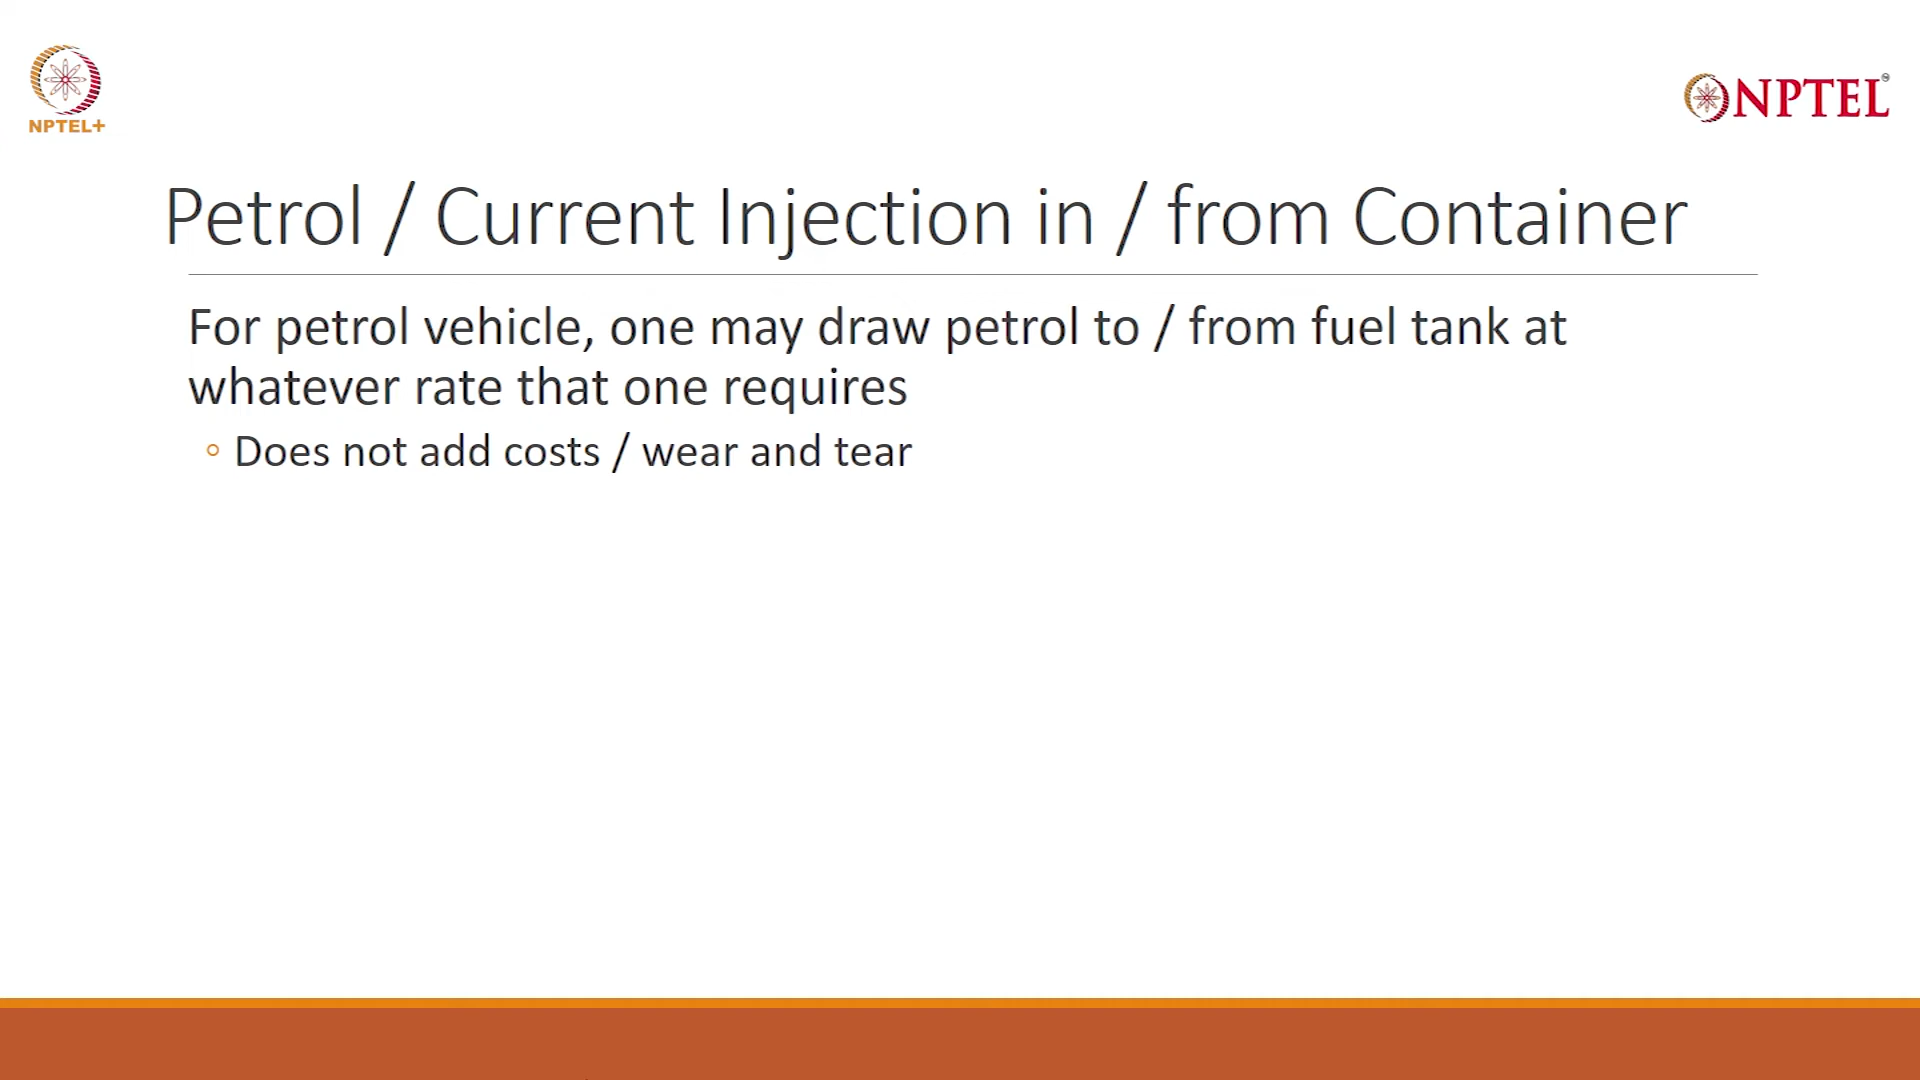 NPTEL+
NPTEL
Petrol / Current Injection in / from Container
For petrol vehicle, one may draw petrol to / from fuel tank at
whatever rate that one requires
◦ Does not add costs / wear and tear